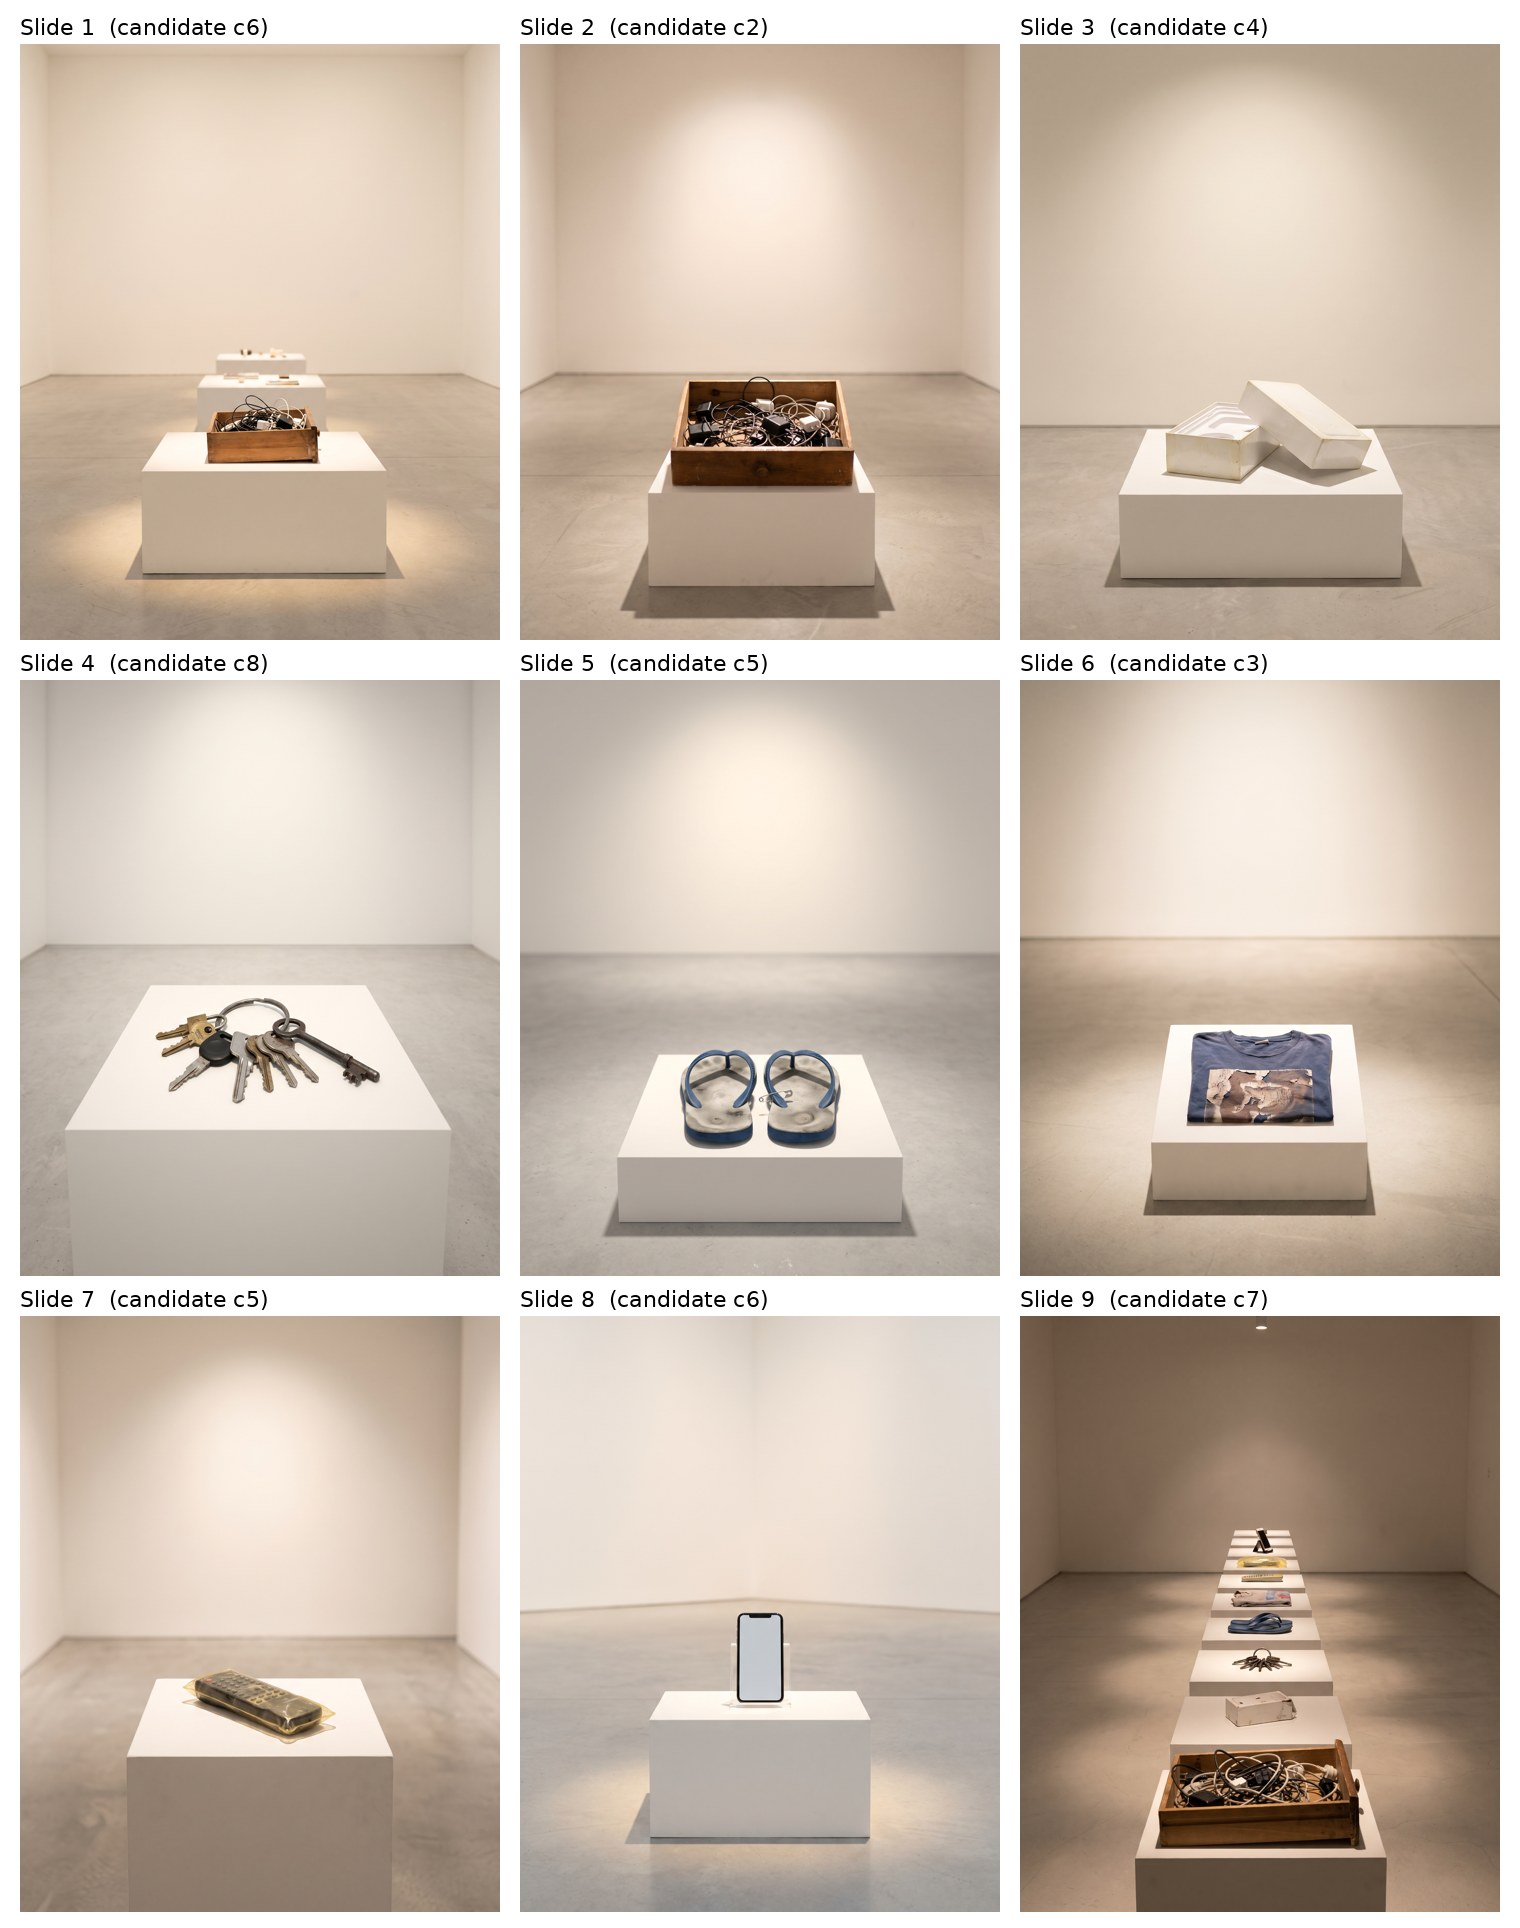 Slide 1 (candidate c6)
Slide 2 (candidate c2)
Slide 3 (candidate c4)
Slide 4 (candidate c8)
Slide 5 (candidate c5)
Slide 6 (candidate c3)
Slide 7 (candidate c5)
Slide 8 (candidate c6)
Slide 9 (candidate c7)